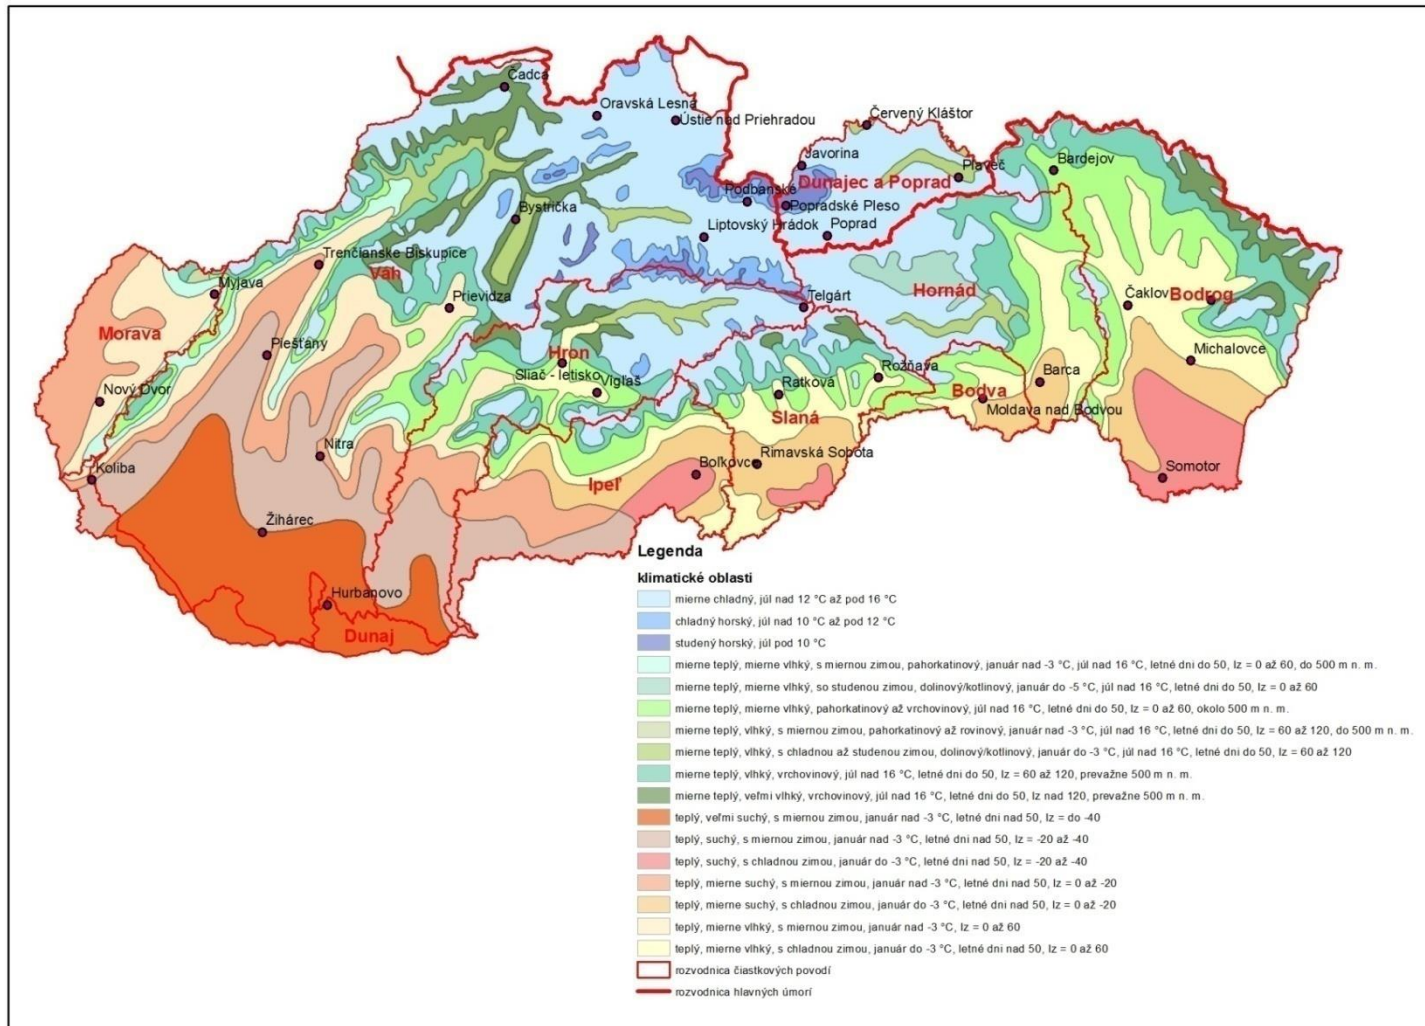 Čadca
Oravská Lesná
Ústie nad Priehradou
Červený Kláštor
Javorina
Plaveč
Bardejov
Dunajec a Poprad
Podbanské
Popradské Pleso
Bystrička
Liptovský Hrádok
Poprad
Trenčianske Biskupice
Váh
Myjava
Prievidza
Telgárt
Hornád
Čaklov
Bodrog
Morava
Piešťany
Hron
Michalovce
Sliač - letisko
Vígľaš
Ratková
Rožňava
Bodva
Barca
Nový Dvor
Slaná
Moldava nad Bodvou
Nitra
Rimavská Sobota
Boľkovce
Koliba
Ipeľ
Somotor
Žihárec
Hurbanovo
Dunaj
Legenda
klimatické oblasti
mierne chladný, júl nad 12 °C až pod 16 °C
chladný horský, júl nad 10 °C až pod 12 °C
studený horský, júl pod 10 °C
mierne teplý, mierne vlhký, s miernou zimou, pahorkatinový, január nad -3 °C, júl nad 16 °C, letné dni do 50, Iz = 0 až 60, do 500 m n. m.
mierne teplý, mierne vlhký, so studenou zimou, dolinový/kotlinový, január do -5 °C, júl nad 16 °C, letné dni do 50, Iz = 0 až 60
mierne teplý, mierne vlhký, pahorkatinový až vrchovinový, júl nad 16 °C, letné dni do 50, Iz = 0 až 60, okolo 500 m n. m.
mierne teplý, vlhký, s miernou zimou, pahorkatinový až rovinový, január nad -3 °C, júl nad 16 °C, letné dni do 50, Iz = 60 až 120, do 500 m n. m.
mierne teplý, vlhký, s chladnou až studenou zimou, dolinový/kotlinový, január do -3 °C, júl nad 16 °C, letné dni do 50, Iz = 60 až 120
mierne teplý, vlhký, vrchovinový, júl nad 16 °C, letné dni do 50, Iz = 60 až 120, prevažne 500 m n. m.
mierne teplý, veľmi vlhký, vrchovinový, júl nad 16 °C, letné dni do 50, Iz nad 120, prevažne 500 m n. m.
teplý, veľmi suchý, s miernou zimou, január nad -3 °C, letné dni nad 50, Iz = do -40
teplý, suchý, s miernou zimou, január nad -3 °C, letné dni nad 50, Iz = -20 až -40
teplý, suchý, s chladnou zimou, január do -3 °C, letné dni nad 50, Iz = -20 až -40
teplý, mierne suchý, s miernou zimou, január nad -3 °C, letné dni nad 50, Iz = 0 až -20
teplý, mierne suchý, s chladnou zimou, január do -3 °C, letné dni nad 50, Iz = 0 až -20
teplý, mierne vlhký, s miernou zimou, január nad -3 °C, Iz = 0 až 60
teplý, mierne vlhký, s chladnou zimou, január do -3 °C, letné dni nad 50, Iz = 0 až 60
rozvodnica čiastkových povodí
rozvodnica hlavných úmorí